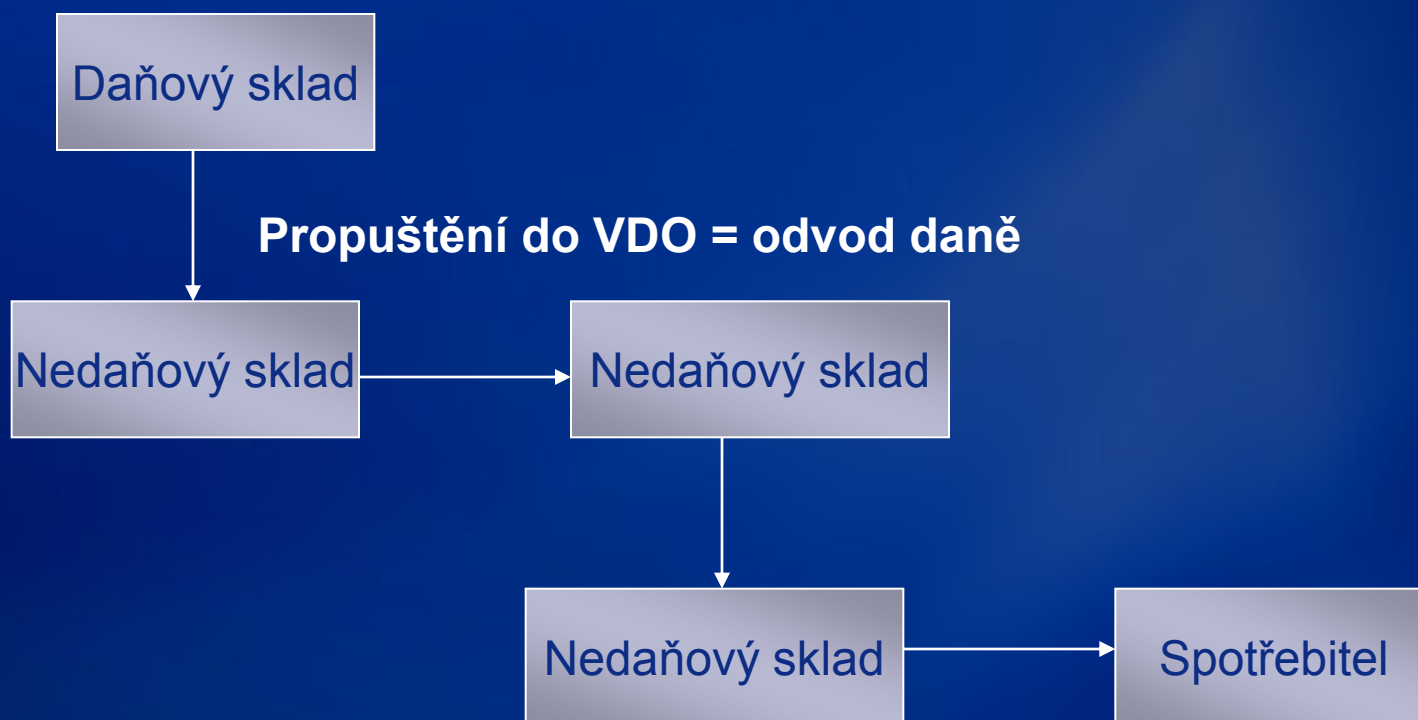 Daňový sklad
Propuštění do VDO = odvod daně
Nedaňový sklad
Nedaňový sklad
Nedaňový sklad
Spotřebitel